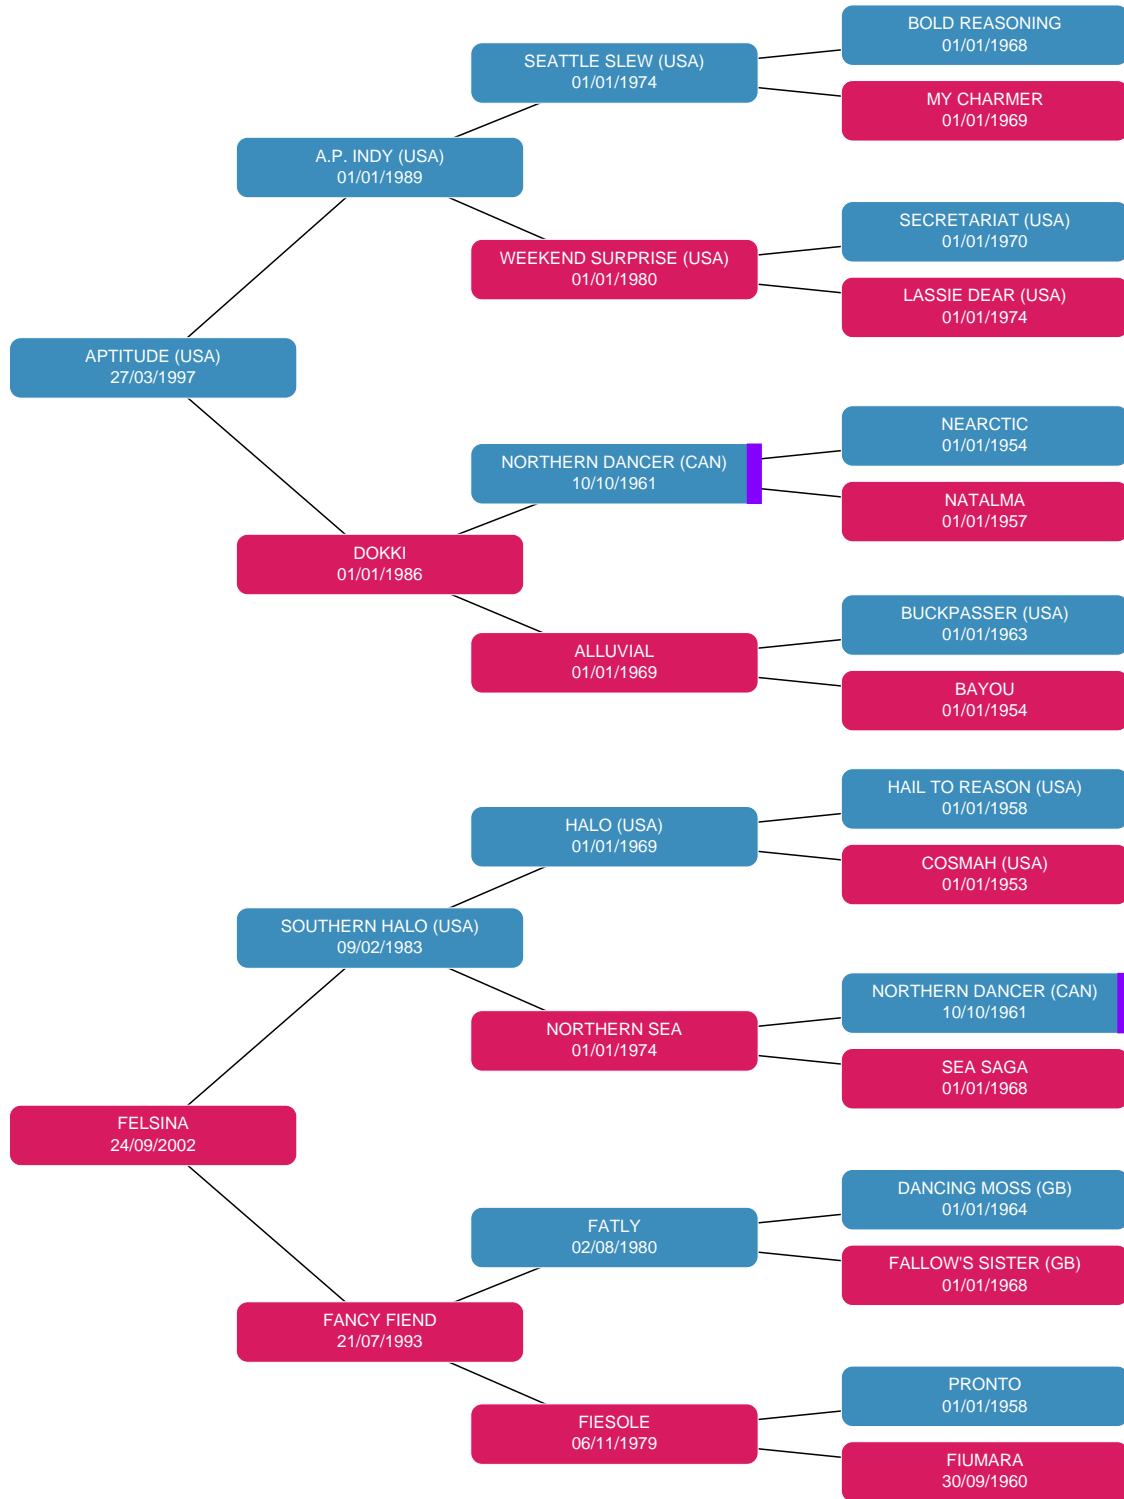 BOLD REASONING
01/01/1968
SEATTLE SLEW (USA)
01/01/1974
MY CHARMER
01/01/1969
A.P. INDY (USA)
01/01/1989
SECRETARIAT (USA)
01/01/1970
WEEKEND SURPRISE (USA)
01/01/1980
LASSIE DEAR (USA)
01/01/1974
APTITUDE (USA)
27/03/1997
NEARCTIC
01/01/1954
NORTHERN DANCER (CAN)
10/10/1961
NATALMA
01/01/1957
DOKKI
01/01/1986
BUCKPASSER (USA)
01/01/1963
ALLUVIAL
01/01/1969
BAYOU
01/01/1954
HAIL TO REASON (USA)
01/01/1958
HALO (USA)
01/01/1969
COSMAH (USA)
01/01/1953
SOUTHERN HALO (USA)
09/02/1983
NORTHERN DANCER (CAN)
10/10/1961
NORTHERN SEA
01/01/1974
SEA SAGA
01/01/1968
FELSINA
24/09/2002
DANCING MOSS (GB)
01/01/1964
FATLY
02/08/1980
FALLOW'S SISTER (GB)
01/01/1968
FANCY FIEND
21/07/1993
PRONTO
01/01/1958
FIESOLE
06/11/1979
FIUMARA
30/09/1960